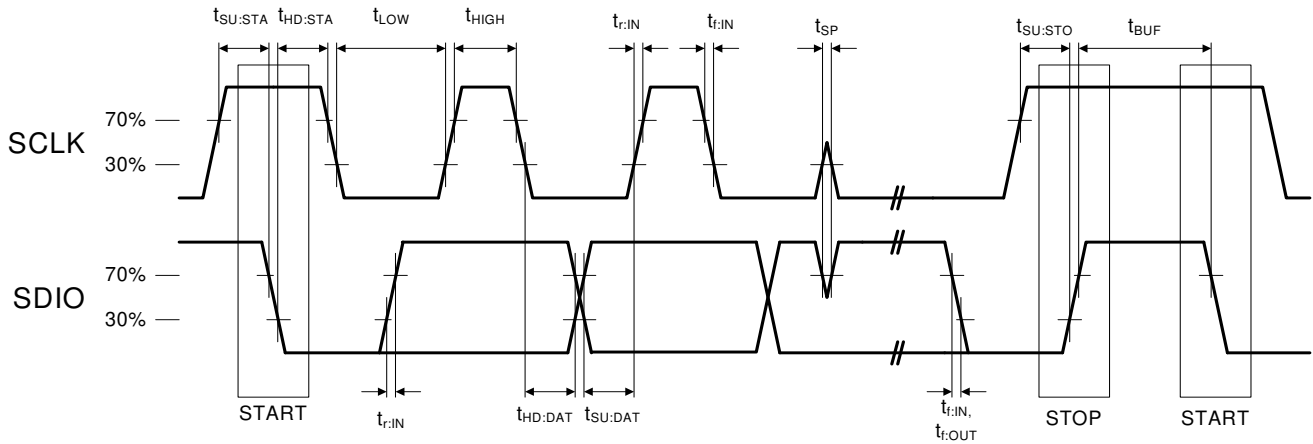 tSU:STA tHD:STA tLOW tHIGH tr:IN tf:IN tSP tSU:STO tBUF
70%
SCLK
30%
70%
SDIO
30%
START tr:IN tHD:DAT tSU:DAT tf:IN, STOP START
tf:OUT